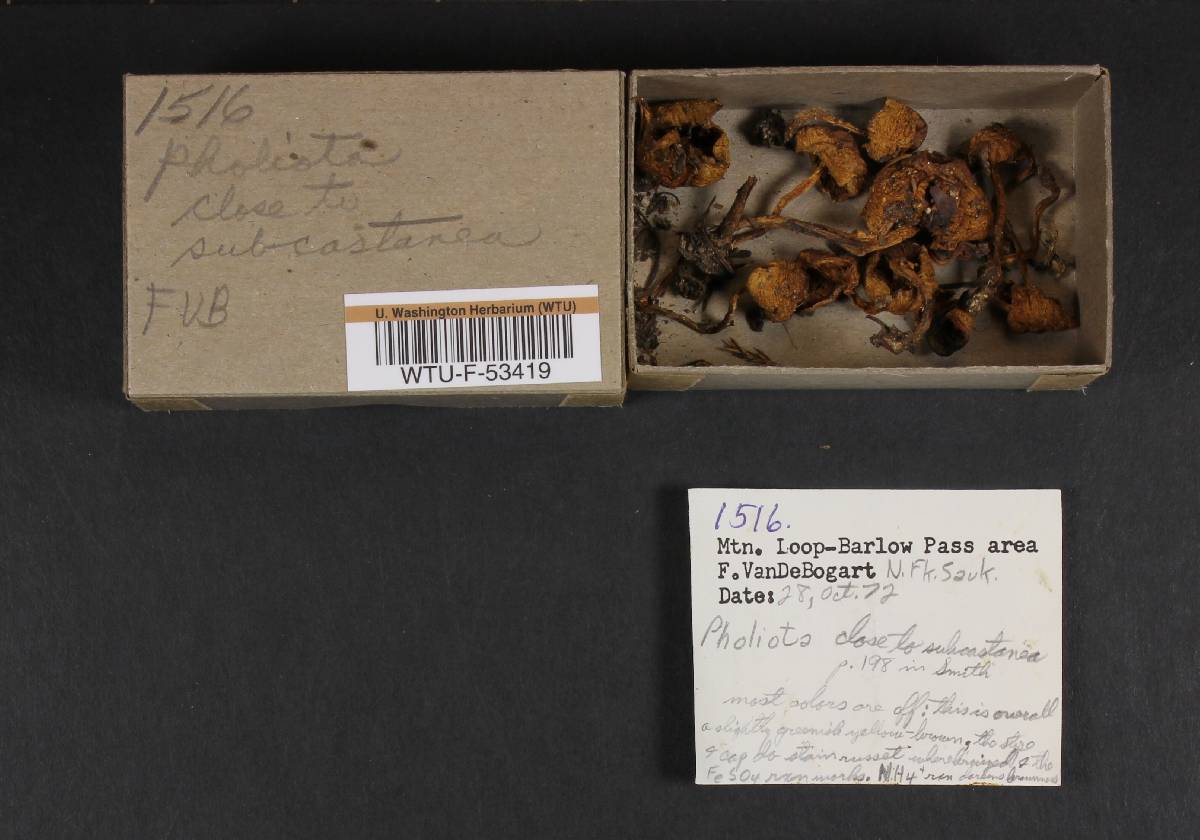 1516
Pholiota
close to
subcastanea
FVB
U. Washington Herbarium (WTU)
WTU-F-53419
1516.
Mtn. Loop-Barlow Pass area
F.VanDeBogart N.Fk.Sauk.
Date: 28, Oct. 72
Pholiota close to subcastanea
p. 198 in Smith
most colors are off: this is overall
a slightly greenish yellow-brown, the stipe
& cap do stain russet where bruised & the
FeSO4 rxn works. NH4+ rxn darkens